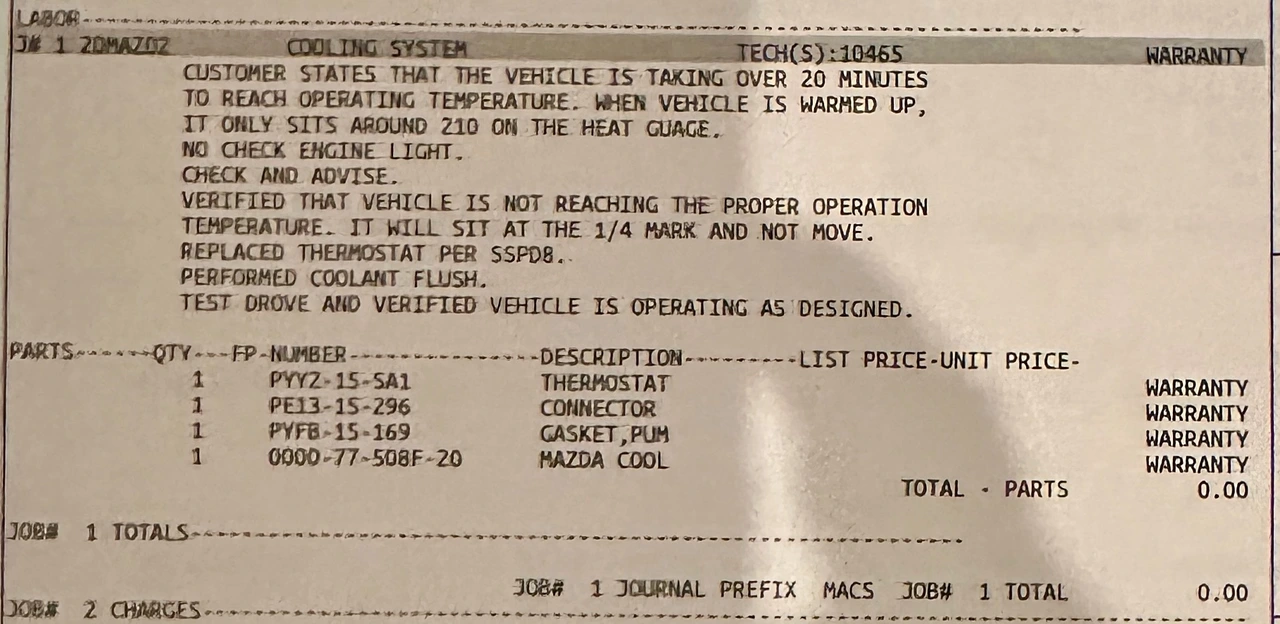 LABOR
J# 1 20MAZ02 COOLING SYSTEM TECH(S):10465 WARRANTY
CUSTOMER STATES THAT THE VEHICLE IS TAKING OVER 20 MINUTES
TO REACH OPERATING TEMPERATURE. WHEN VEHICLE IS WARMED UP,
IT ONLY SITS AROUND 210 ON THE HEAT GUAGE.
NO CHECK ENGINE LIGHT.
CHECK AND ADVISE.
VERIFIED THAT VEHICLE IS NOT REACHING THE PROPER OPERATION
TEMPERATURE. IT WILL SIT AT THE 1/4 MARK AND NOT MOVE.
REPLACED THERMOSTAT PER SSPD8.
PERFORMED COOLANT FLUSH.
TEST DROVE AND VERIFIED VEHICLE IS OPERATING AS DESIGNED.
PARTS------QTY---FP-NUMBER---------------DESCRIPTION---------LIST PRICE-UNIT PRICE-
1 PYYZ-15-SA1 THERMOSTAT WARRANTY
1 PE13-15-296 CONNECTOR WARRANTY
1 PYFB-15-169 GASKET,PUM WARRANTY
1 0000-77-508F-20 MAZDA COOL WARRANTY
TOTAL - PARTS 0.00
JOB# 1 TOTALS
JOB# 1 JOURNAL PREFIX MACS JOB# 1 TOTAL 0.00
JOB# 2 CHARGES